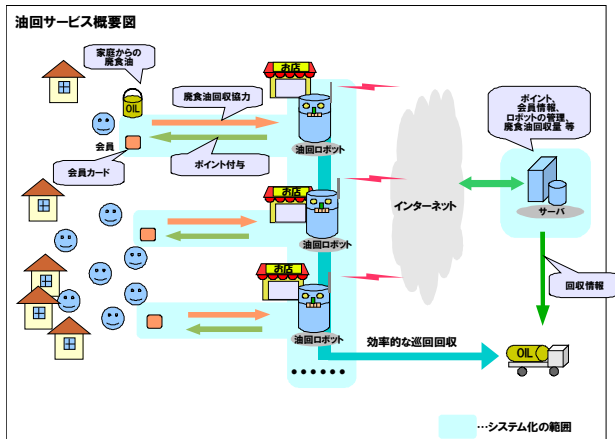 油回サービス概要図
家庭からの
廃食油
OIL
会員
会員カード
廃食油回収協力
ポイント付与
お店
油回ロボット
お店
油回ロボット
お店
油回ロボット
・・・・・・
インターネット
ポイント、
会員情報、
ロボットの管理、
廃食油回収量 等
サーバ
回収情報
効率的な巡回回収
OIL
…システム化の範囲